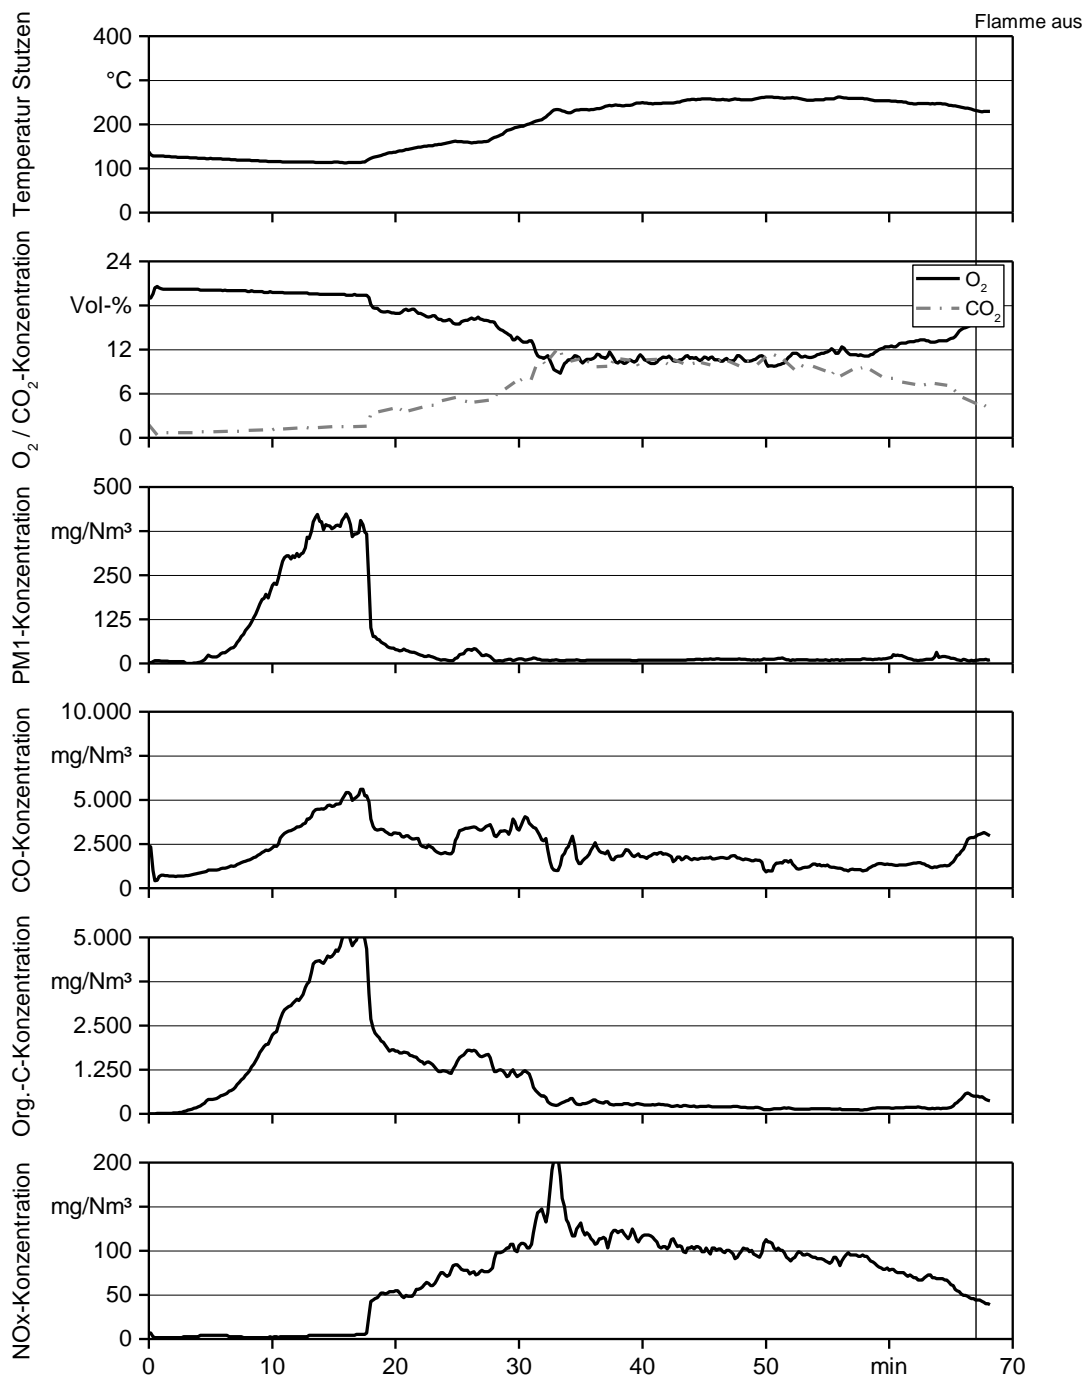 Flamme aus
Temperatur Stutzen
400
°C
200
100
0
O₂ / CO₂-Konzentration
24
Vol-%
12
6
0
O₂
CO₂
PM1-Konzentration
500
mg/Nm³
250
125
0
CO-Konzentration
10.000
mg/Nm³
5.000
2.500
0
Org.-C-Konzentration
5.000
mg/Nm³
2.500
1.250
0
NOx-Konzentration
200
mg/Nm³
100
50
0
0 10 20 30 40 50 min 70